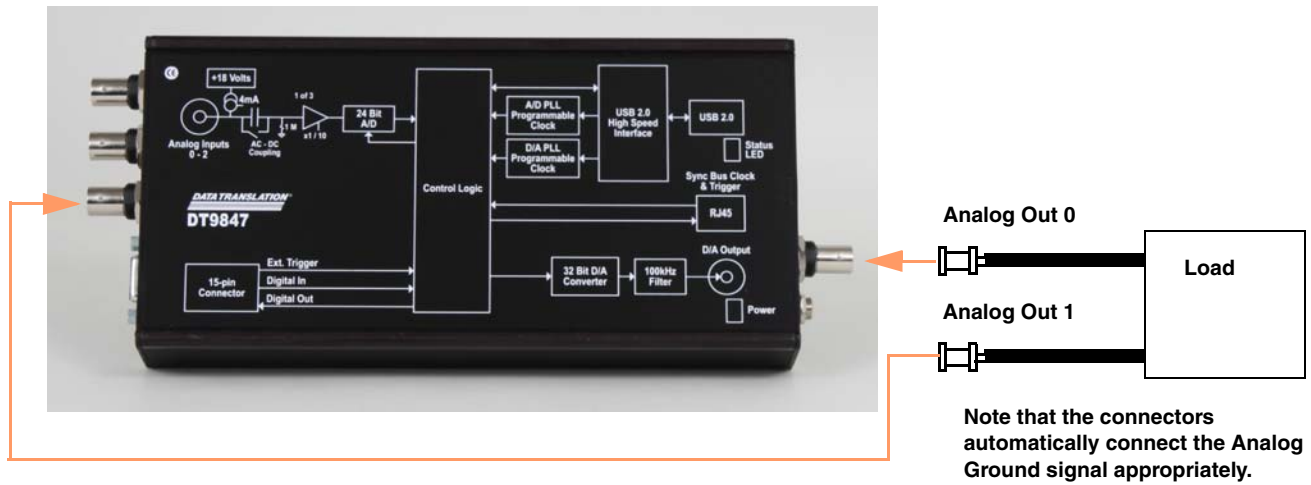 +18 Volts
4mA
1 of 3
1 M
x1 / 10
24 Bit
A/D
Analog Inputs
0 - 2
AC - DC
Coupling
A/D PLL
Programmable
Clock
D/A PLL
Programmable
Clock
USB 2.0
High Speed
Interface
USB 2.0
Status
LED
Control Logic
Sync Bus Clock
& Trigger
RJ45
DATA TRANSLATION®
DT9847
Ext. Trigger
Digital In
Digital Out
15-pin
Connector
32 Bit D/A
Converter
100kHz
Filter
D/A Output
Power
Analog Out 0
Load
Analog Out 1
Note that the connectors
automatically connect the Analog
Ground signal appropriately.